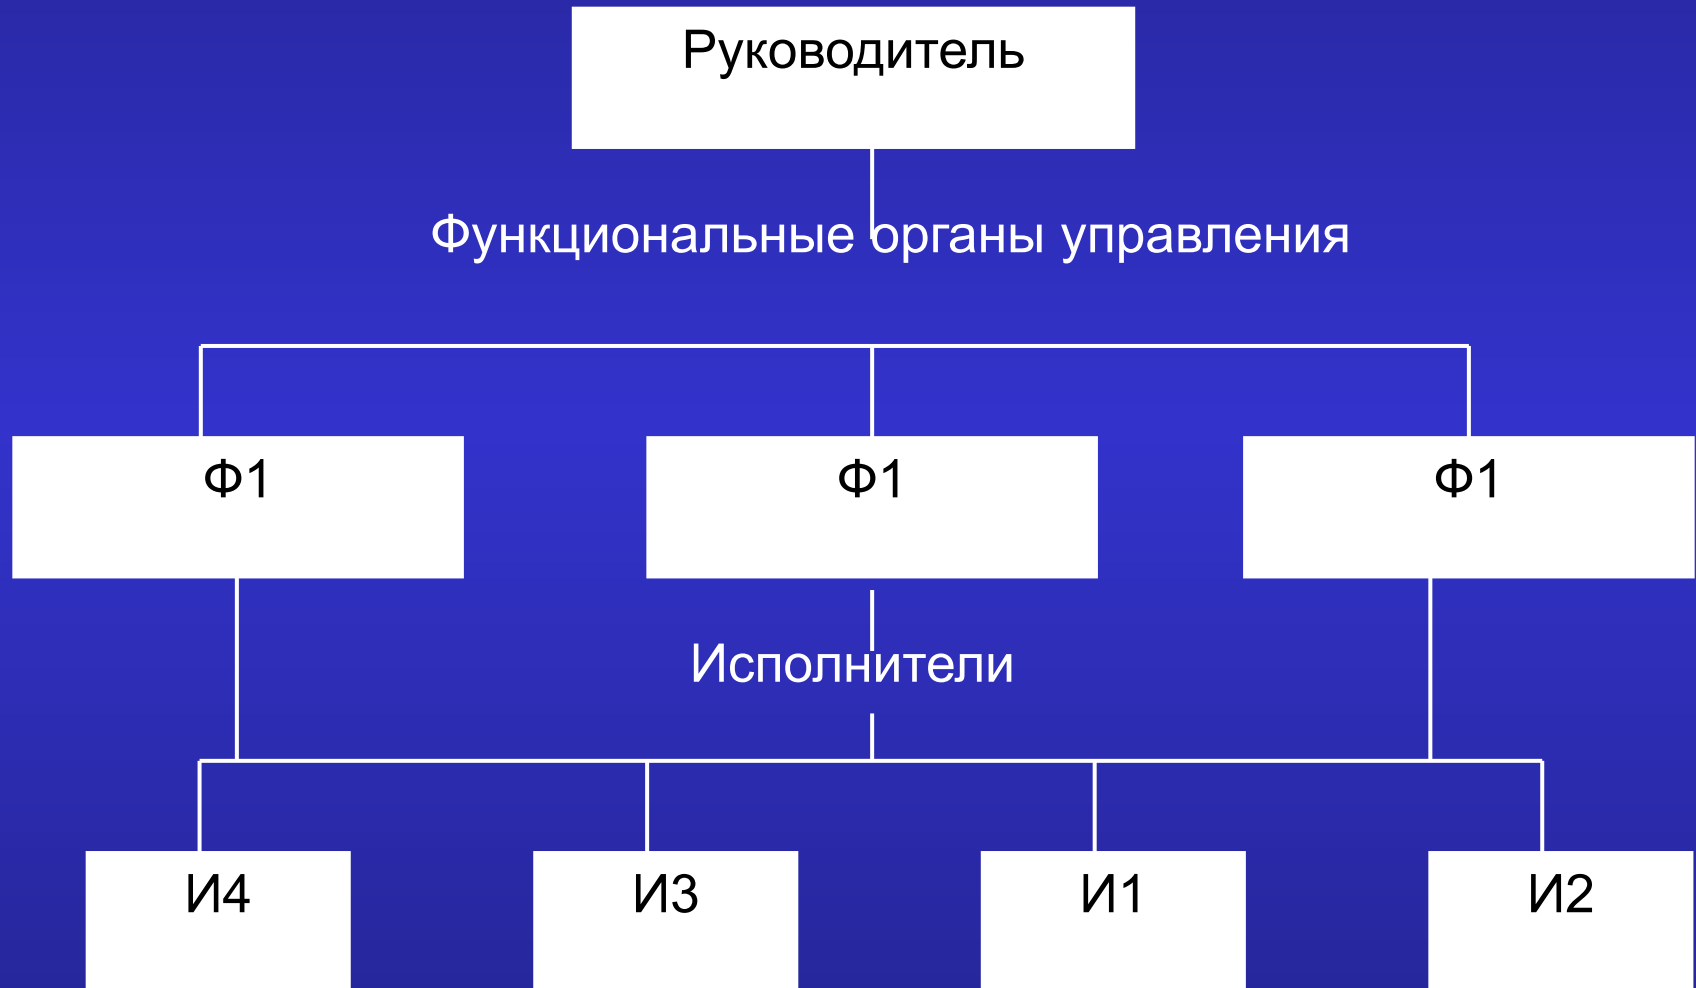 Руководитель
Функциональные органы управления
Ф1
Ф1
Ф1
Исполнители
И4
И3
И1
И2